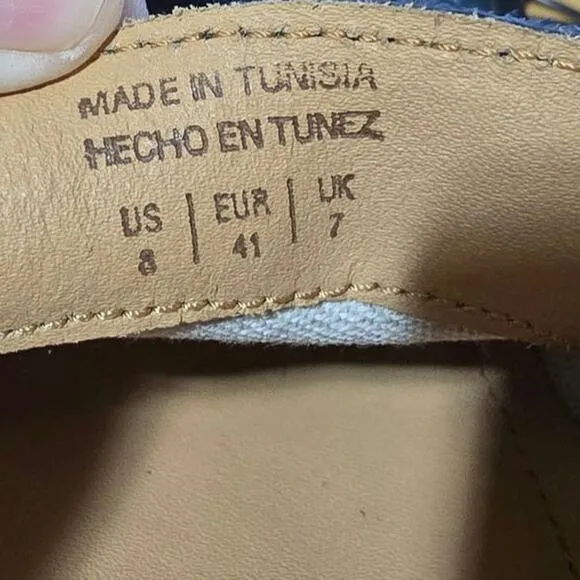 MADE IN TUNISIA
HECHO EN TUNEZ
US | EUR | UK
8 | 41 | 7